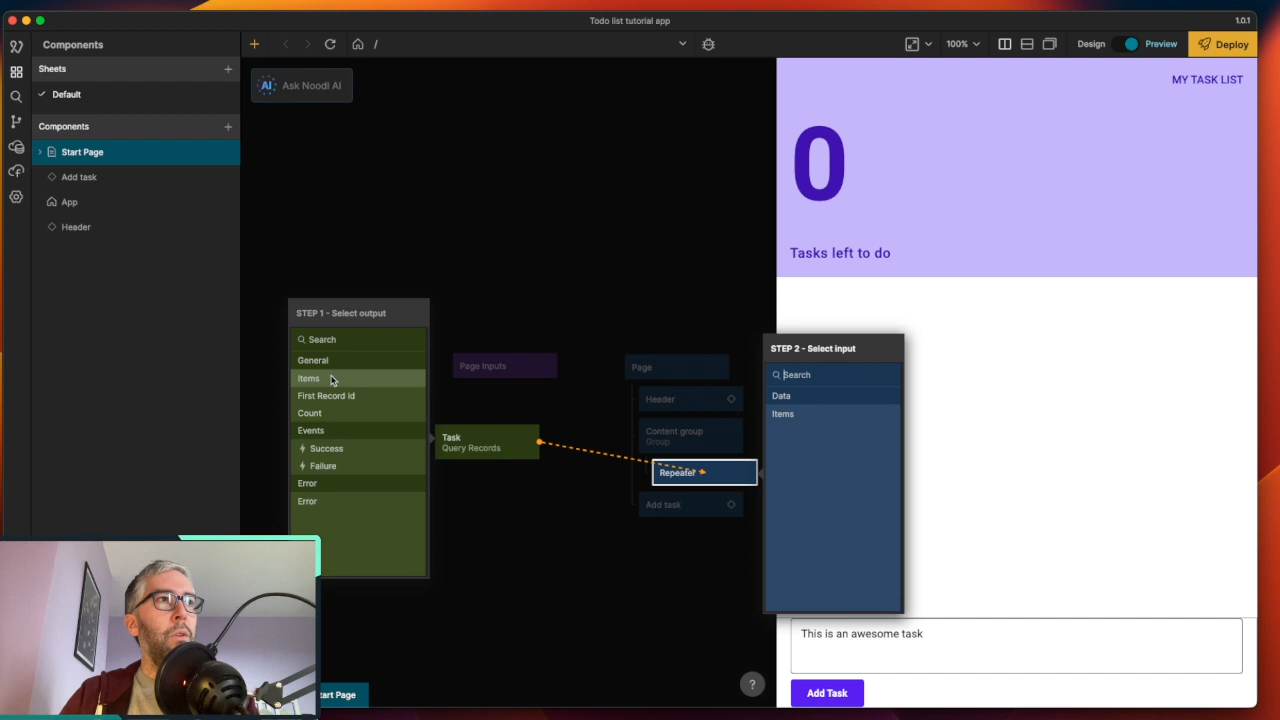 Todo list tutorial app
1.0.1
Components
/
100%
Design
Preview
Deploy
Sheets
Default
Components
Start Page
Add task
App
Header
AI
Ask Noodl AI
MY TASK LIST
0
Tasks left to do
STEP 1 - Select output
Search
General
Items
First Record Id
Count
Events
Success
Failure
Error
Error
Page Inputs
Task
Query Records
Page
Header
Content group
Group
Repeater
Add task
STEP 2 - Select input
Search
Data
Items
This is an awesome task
Add Task
?
tart Page